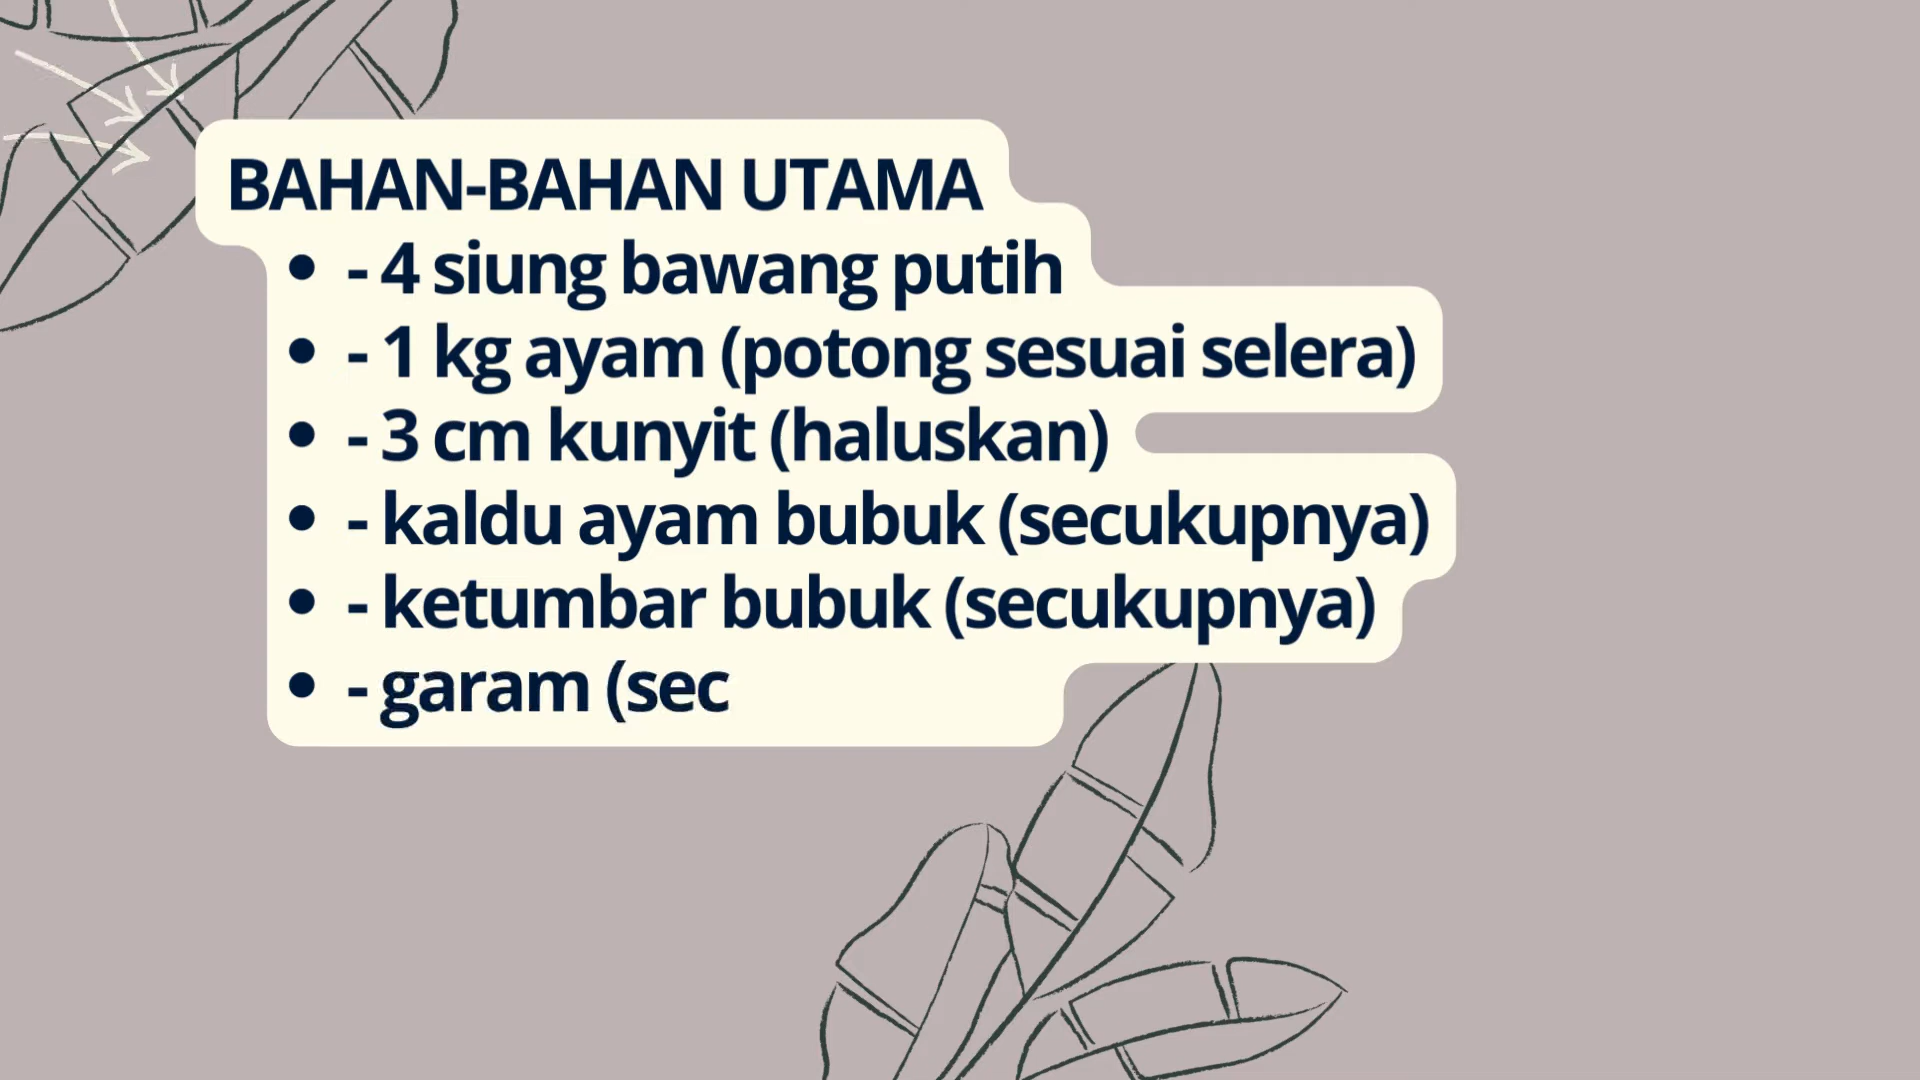 BAHAN-BAHAN UTAMA
• - 4 siung bawang putih
• - 1 kg ayam (potong sesuai selera)
• - 3 cm kunyit (haluskan)
• - kaldu ayam bubuk (secukupnya)
• - ketumbar bubuk (secukupnya)
• - garam (sec